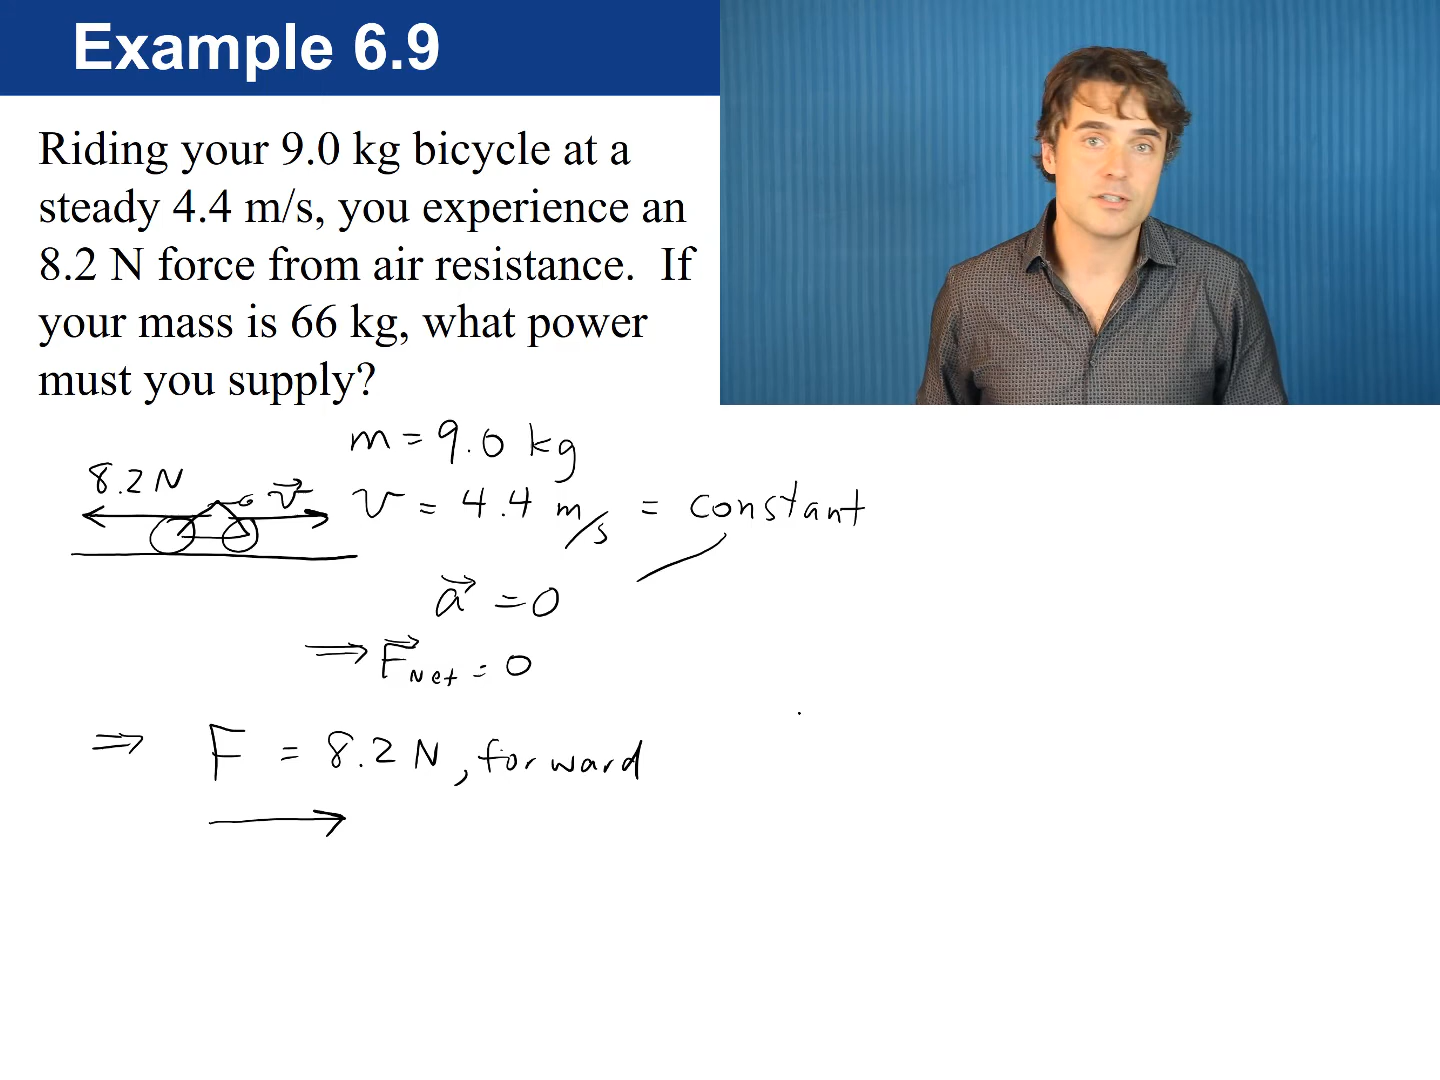 Example 6.9
Riding your 9.0 kg bicycle at a
steady 4.4 m/s, you experience an
8.2 N force from air resistance.  If
your mass is 66 kg, what power
must you supply?
m = 9.0 kg
8.2 N
v⃗
v = 4.4 m/s = constant
a⃗ = 0
⇒ F⃗Net = 0
⇒ F = 8.2 N, forward